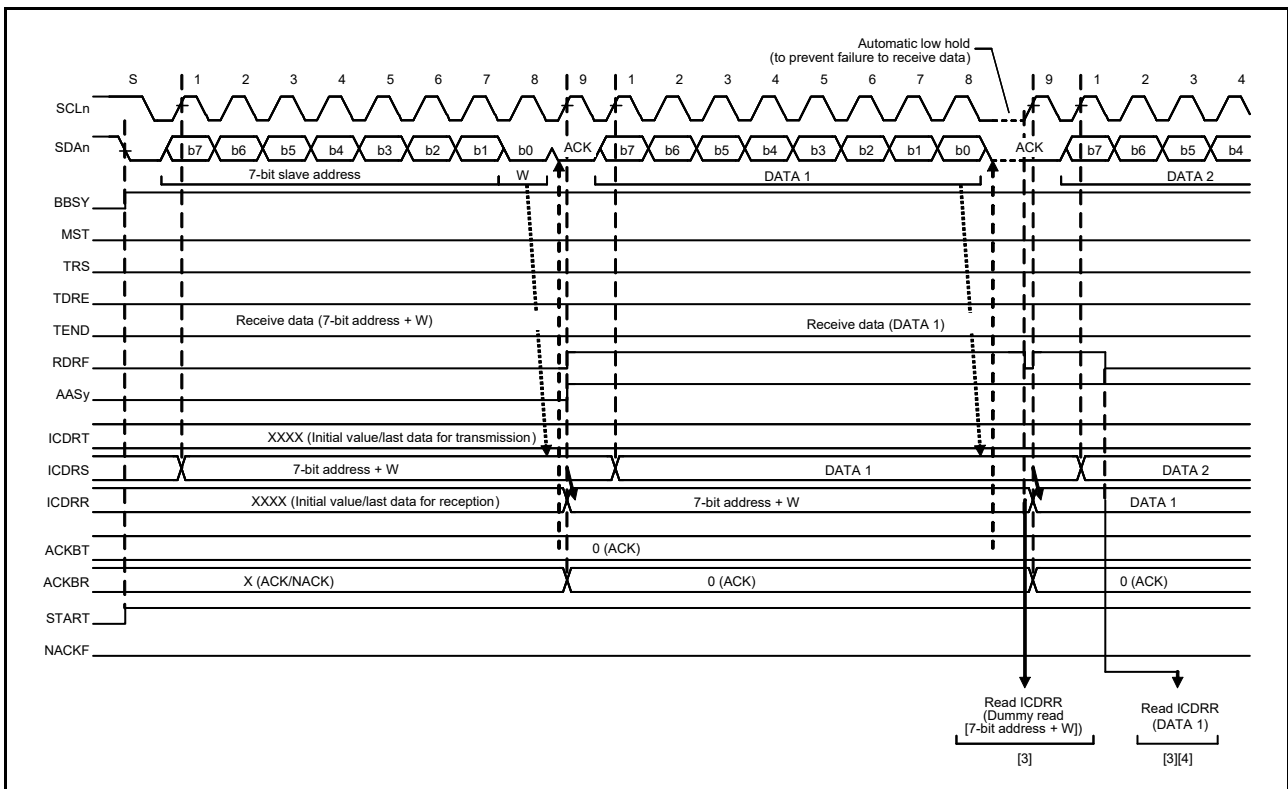 Automatic low hold
(to prevent failure to receive data)
S 1 2 3 4 5 6 7 8 9 1 2 3 4 5 6 7 8 9 1 2 3 4
SCLn
SDAn b7 b6 b5 b4 b3 b2 b1 b0 ACK b7 b6 b5 b4 b3 b2 b1 b0 ACK b7 b6 b5 b4
7-bit slave address W DATA 1 DATA 2
BBSY
MST
TRS
TDRE
Receive data (7-bit address + W) Receive data (DATA 1)
TEND
RDRF
AASy
ICDRT XXXX (Initial value/last data for transmission)
ICDRS 7-bit address + W DATA 1 DATA 2
ICDRR XXXX (Initial value/last data for reception) 7-bit address + W DATA 1
ACKBT 0 (ACK)
ACKBR X (ACK/NACK) 0 (ACK) 0 (ACK)
START
NACKF
Read ICDRR
(Dummy read
[7-bit address + W])
[3]
Read ICDRR
(DATA 1)
[3][4]